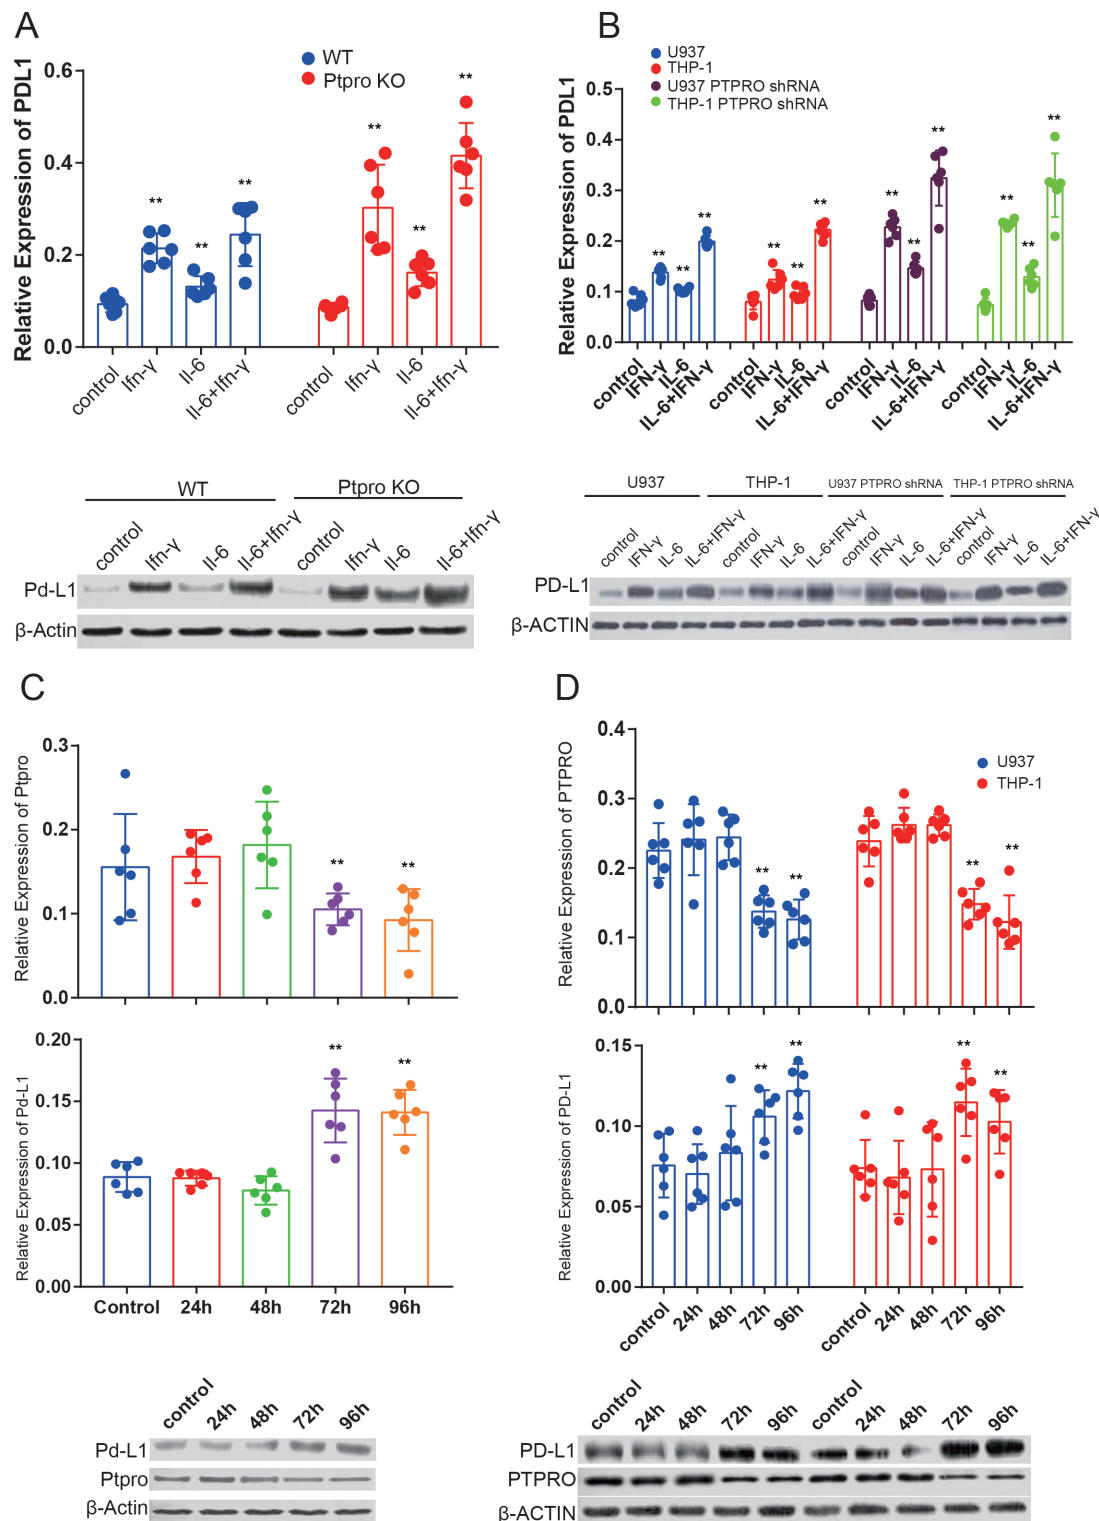 A
Relative Expression of PDL1
WT
Ptpro KO
0.6
0.4
0.2
0.0
** ** ** ** ** **
control Ifn-γ Il-6 Il-6+Ifn-γ control Ifn-γ Il-6 Il-6+Ifn-γ
WT Ptpro KO
control Ifn-γ Il-6 Il-6+Ifn-γ control Ifn-γ Il-6 Il-6+Ifn-γ
Pd-L1
β-Actin
B
Relative Expression of PDL1
U937
THP-1
U937 PTPRO shRNA
THP-1 PTPRO shRNA
0.5
0.4
0.3
0.2
0.1
0.0
** ** ** ** ** ** ** ** ** ** ** **
control IFN-γ IL-6 IL-6+IFN-γ control IFN-γ IL-6 IL-6+IFN-γ control IFN-γ IL-6 IL-6+IFN-γ control IFN-γ IL-6 IL-6+IFN-γ
U937 THP-1 U937 PTPRO shRNA THP-1 PTPRO shRNA
control IFN-γ IL-6 IL-6+IFN-γ control IFN-γ IL-6 IL-6+IFN-γ control IFN-γ IL-6 IL-6+IFN-γ control IFN-γ IL-6 IL-6+IFN-γ
PD-L1
β-ACTIN
C
Relative Expression of Ptpro
0.3
0.2
0.1
0.0
** **
Relative Expression of Pd-L1
0.20
0.15
0.10
0.05
0.00
** **
Control 24h 48h 72h 96h
control 24h 48h 72h 96h
Pd-L1
Ptpro
β-Actin
D
Relative Expression of PTPRO
U937
THP-1
0.4
0.3
0.2
0.1
0.0
** ** ** **
Relative Expression of PD-L1
0.15
0.10
0.05
0.00
** ** ** **
control 24h 48h 72h 96h control 24h 48h 72h 96h
control 24h 48h 72h 96h control 24h 48h 72h 96h
PD-L1
PTPRO
β-ACTIN